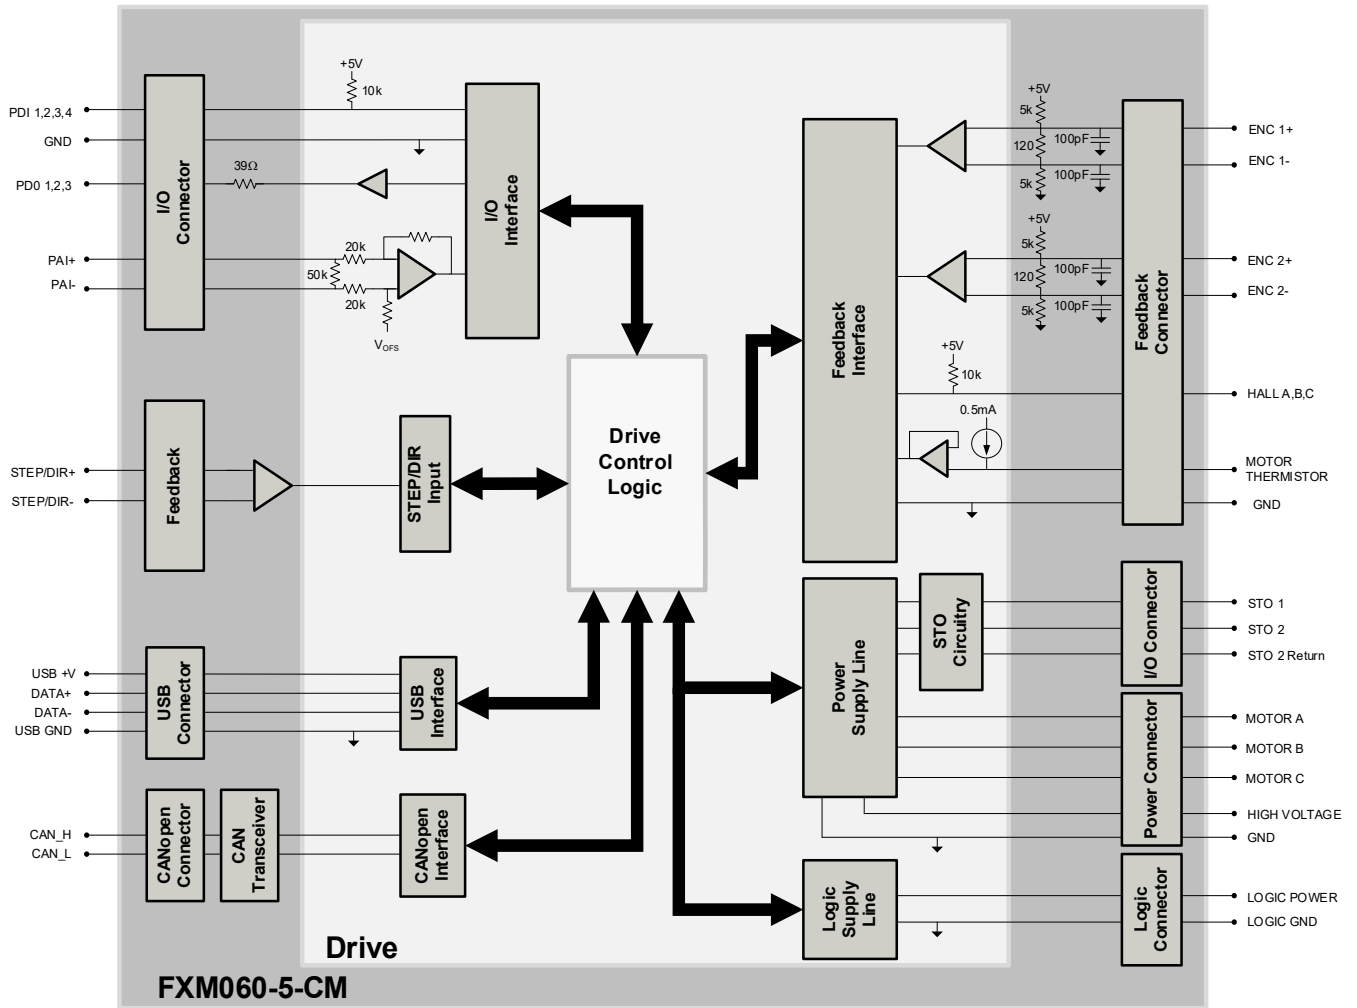 +5V
10k
PDI 1,2,3,4
GND
39Ω
PD0 1,2,3
I/O
Connector
I/O
Interface
PAI+
20k
50k
PAI-
20k
VOFS
+5V
5k
120
100pF
100pF
5k
ENC 1+
ENC 1-
+5V
5k
120
100pF
100pF
5k
ENC 2+
ENC 2-
Feedback
Interface
Feedback
Connector
+5V
10k
HALL A,B,C
0.5mA
MOTOR
THERMISTOR
GND
Drive
Control
Logic
STEP/DIR+
STEP/DIR-
Feedback
STEP/DIR
Input
USB +V
DATA+
DATA-
USB GND
USB
Connector
USB
Interface
CAN_H
CAN_L
CANopen
Connector
CAN
Transceiver
CANopen
Interface
Power
Supply Line
STO
Circuitry
I/O Connector
STO 1
STO 2
STO 2 Return
Power Connector
MOTOR A
MOTOR B
MOTOR C
HIGH VOLTAGE
GND
Logic
Supply
Line
Logic
Connector
LOGIC POWER
LOGIC GND
Drive
FXM060-5-CM